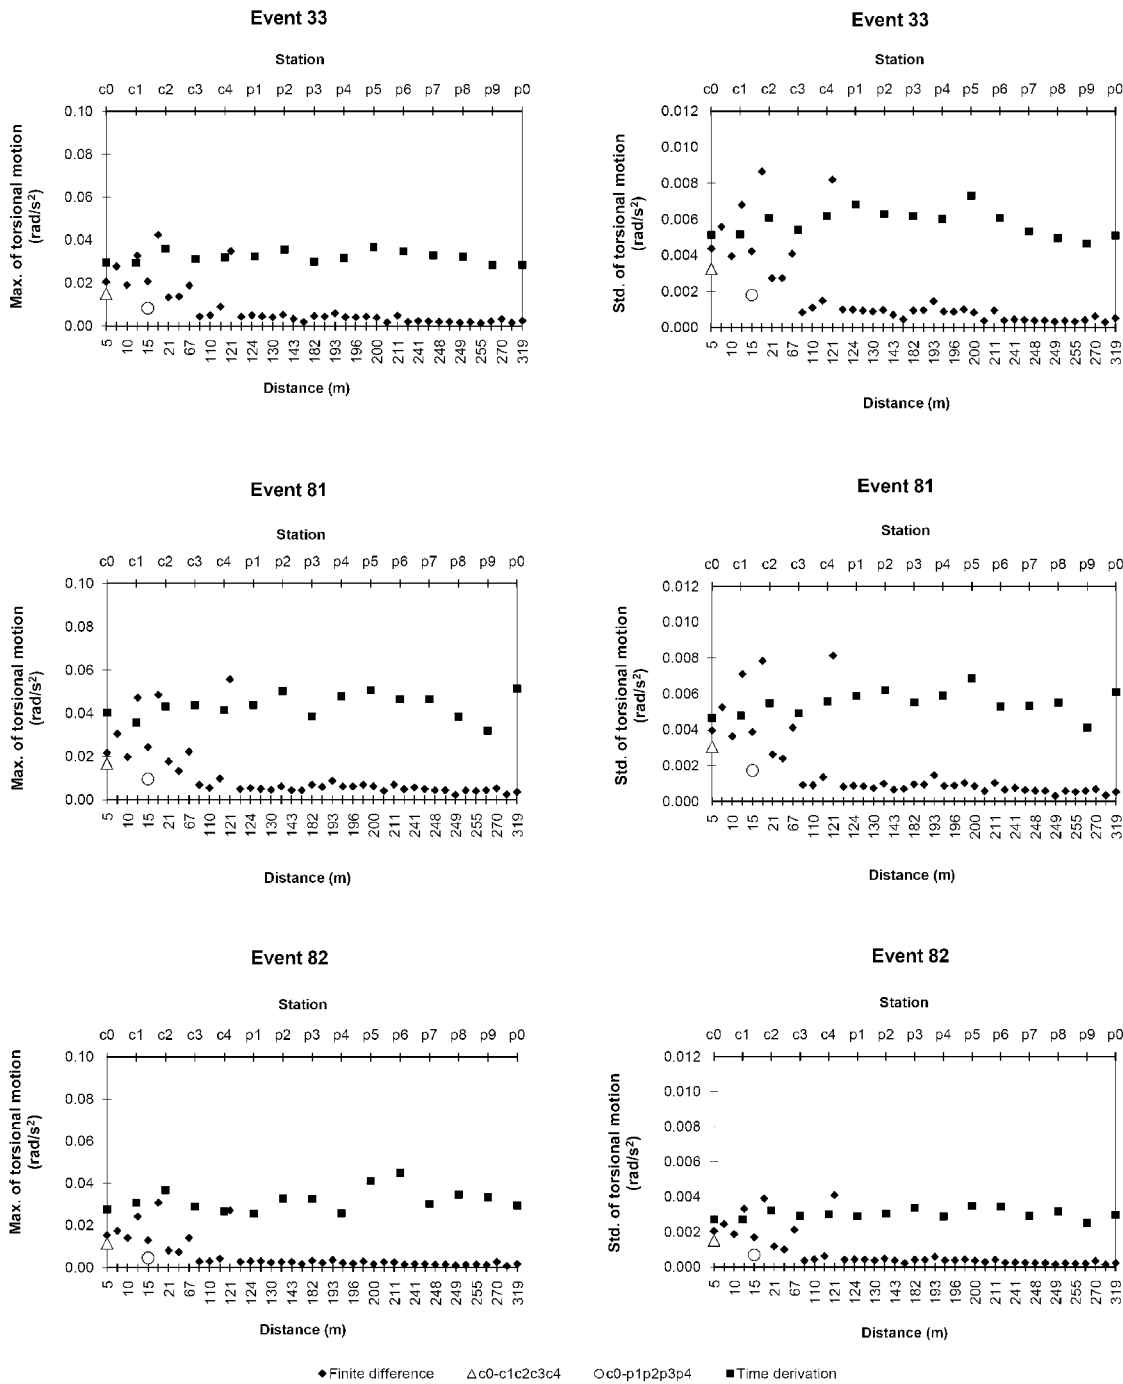 Event 33
Station
c0 c1 c2 c3 c4 p1 p2 p3 p4 p5 p6 p7 p8 p9 p0
Max. of torsional motion
(rad/s²)
0.10
0.08
0.06
0.04
0.02
0.00
5 10 15 21 67 110 121 124 130 143 182 193 196 200 211 241 248 249 255 270 319
Distance (m)
Event 33
Station
c0 c1 c2 c3 c4 p1 p2 p3 p4 p5 p6 p7 p8 p9 p0
Std. of torsional motion
(rad/s²)
0.012
0.010
0.008
0.006
0.004
0.002
0.000
5 10 15 21 67 110 121 124 130 143 182 193 196 200 211 241 248 249 255 270 319
Distance (m)
Event 81
Station
c0 c1 c2 c3 c4 p1 p2 p3 p4 p5 p6 p7 p8 p9 p0
Max. of torsional motion
(rad/s²)
0.10
0.08
0.06
0.04
0.02
0.00
5 10 15 21 67 110 121 124 130 143 182 193 196 200 211 241 248 249 255 270 319
Distance (m)
Event 81
Station
c0 c1 c2 c3 c4 p1 p2 p3 p4 p5 p6 p7 p8 p9 p0
Std. of torsional motion
(rad/s²)
0.012
0.010
0.008
0.006
0.004
0.002
0.000
5 10 15 21 67 110 121 124 130 143 182 193 196 200 211 241 248 249 255 270 319
Distance (m)
Event 82
Station
c0 c1 c2 c3 c4 p1 p2 p3 p4 p5 p6 p7 p8 p9 p0
Max. of torsional motion
(rad/s²)
0.10
0.08
0.06
0.04
0.02
0.00
5 10 15 21 67 110 121 124 130 143 182 193 196 200 211 241 248 249 255 270 319
Distance (m)
Event 82
Station
c0 c1 c2 c3 c4 p1 p2 p3 p4 p5 p6 p7 p8 p9 p0
Std. of torsional motion
(rad/s²)
0.012
0.010
0.008
0.006
0.004
0.002
0.000
5 10 15 21 67 110 121 124 130 143 182 193 196 200 211 241 248 249 255 270 319
Distance (m)
Finite difference c0-c1c2c3c4 c0-p1p2p3p4 Time derivation